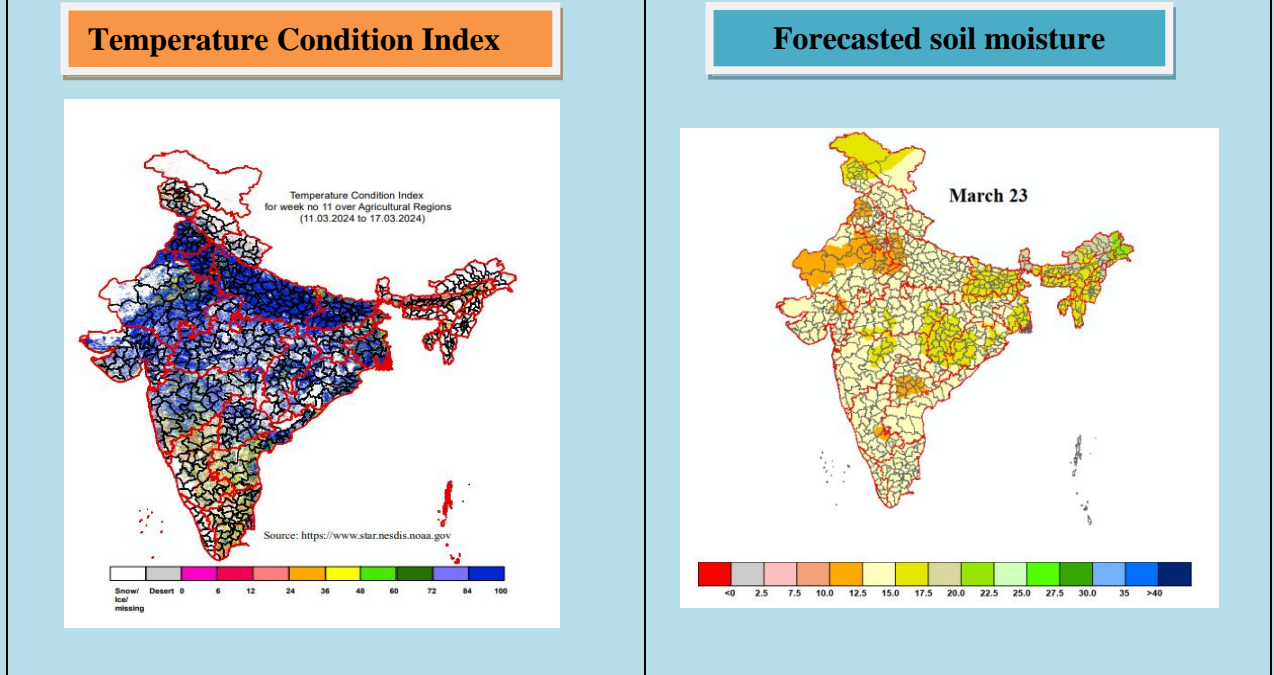 Temperature Condition Index
Temperature Condition Index
for week no 11 over Agricultural Regions
(11.03.2024 to 17.03.2024)
Source: https://www.star.nesdis.noaa.gov
Snow/ Desert 0 6 12 24 36 48 60 72 84 100
Ice/
missing
Forecasted soil moisture
March 23
<0 2.5 7.5 10.0 12.5 15.0 17.5 20.0 22.5 25.0 27.5 30.0 35 >40